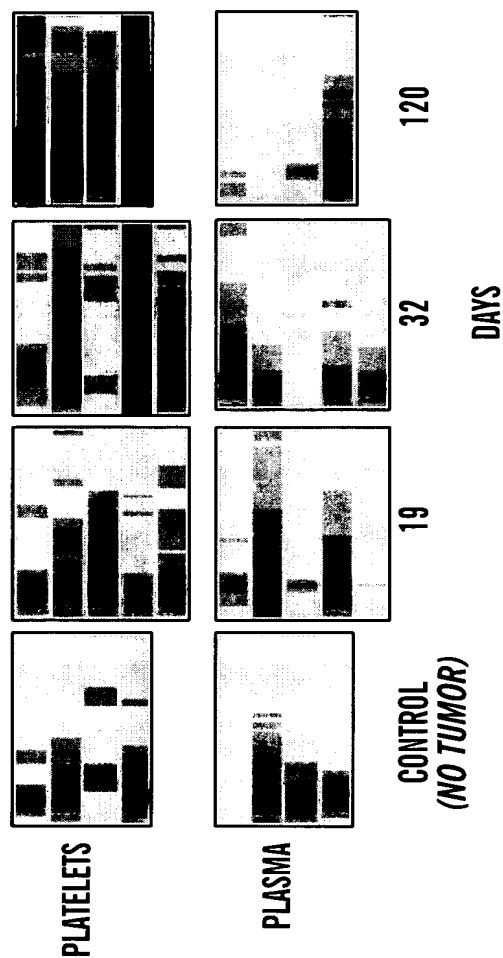 PLATELETS
PLASMA
CONTROL
(NO TUMOR)
19
32
120
DAYS